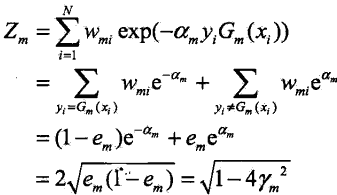 Z_m = \sum_{i=1}^{N} w_{mi} \exp(-\alpha_m y_i G_m(x_i))
= \sum_{y_i = G_m(x_i)} w_{mi} e^{-\alpha_m} + \sum_{y_i \neq G_m(x_i)} w_{mi} e^{\alpha_m}
= (1-e_m)e^{-\alpha_m} + e_m e^{\alpha_m}
= 2\sqrt{e_m(1-e_m)} = \sqrt{1-4\gamma_m^2}